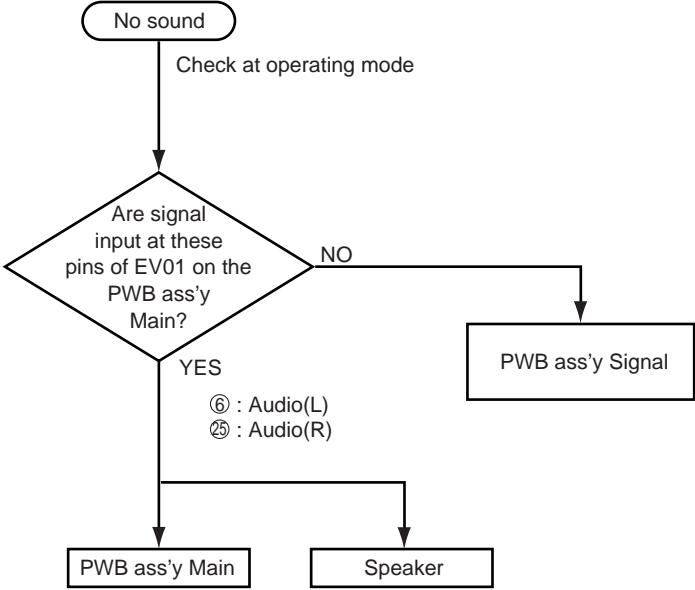 No sound
Check at operating mode
Are signal
input at these
pins of EV01 on the
PWB ass'y
Main?
NO
PWB ass'y Signal
YES
⑥ : Audio(L)
㉕ : Audio(R)
PWB ass'y Main
Speaker